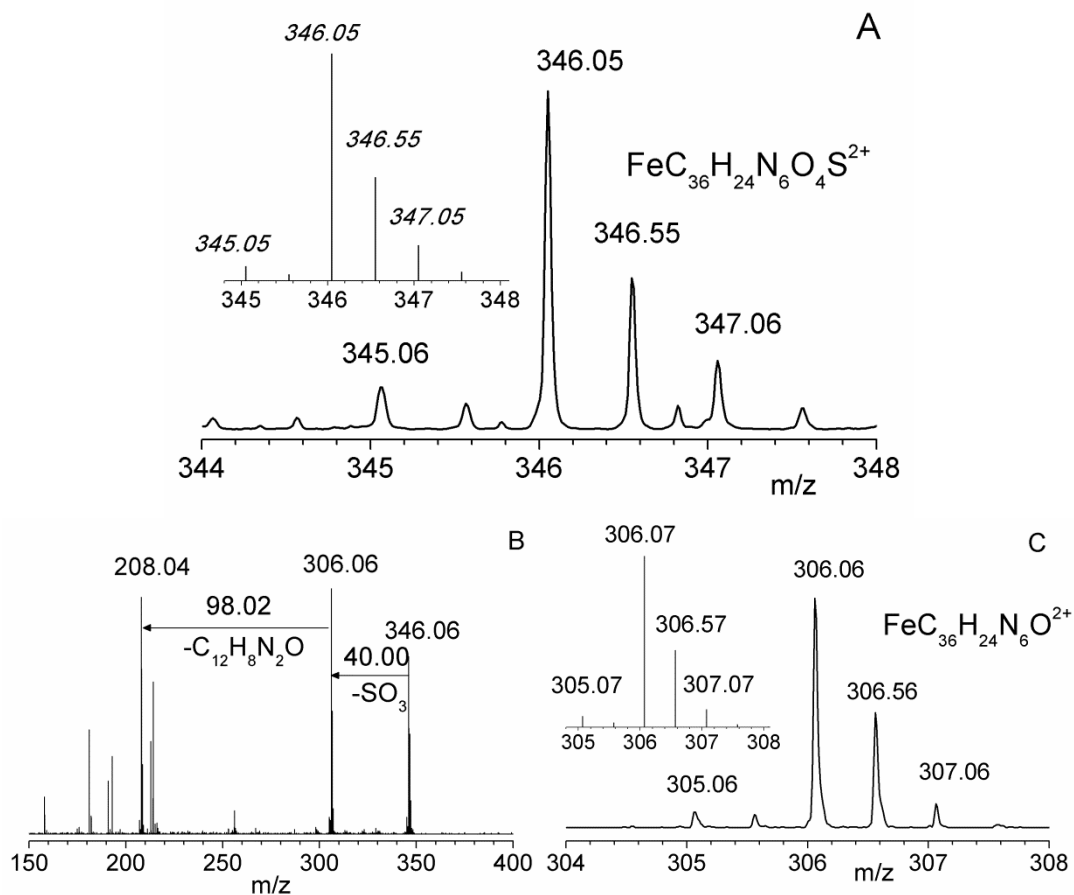 A
346.05
346.05
346.55
FeC₃₆H₂₄N₆O₄S²⁺
346.55
347.05
345.05
345 346 347 348
347.06
345.06
344 345 346 347 348
m/z
B
208.04
306.06
98.02
346.06
-C₁₂H₈N₂O
40.00
-SO₃
150 200 250 300 350 400
m/z
C
306.07
306.06
FeC₃₆H₂₄N₆O²⁺
306.57
306.56
305.07
307.07
305 306 307 308
305.06
307.06
304 305 306 307 308
m/z